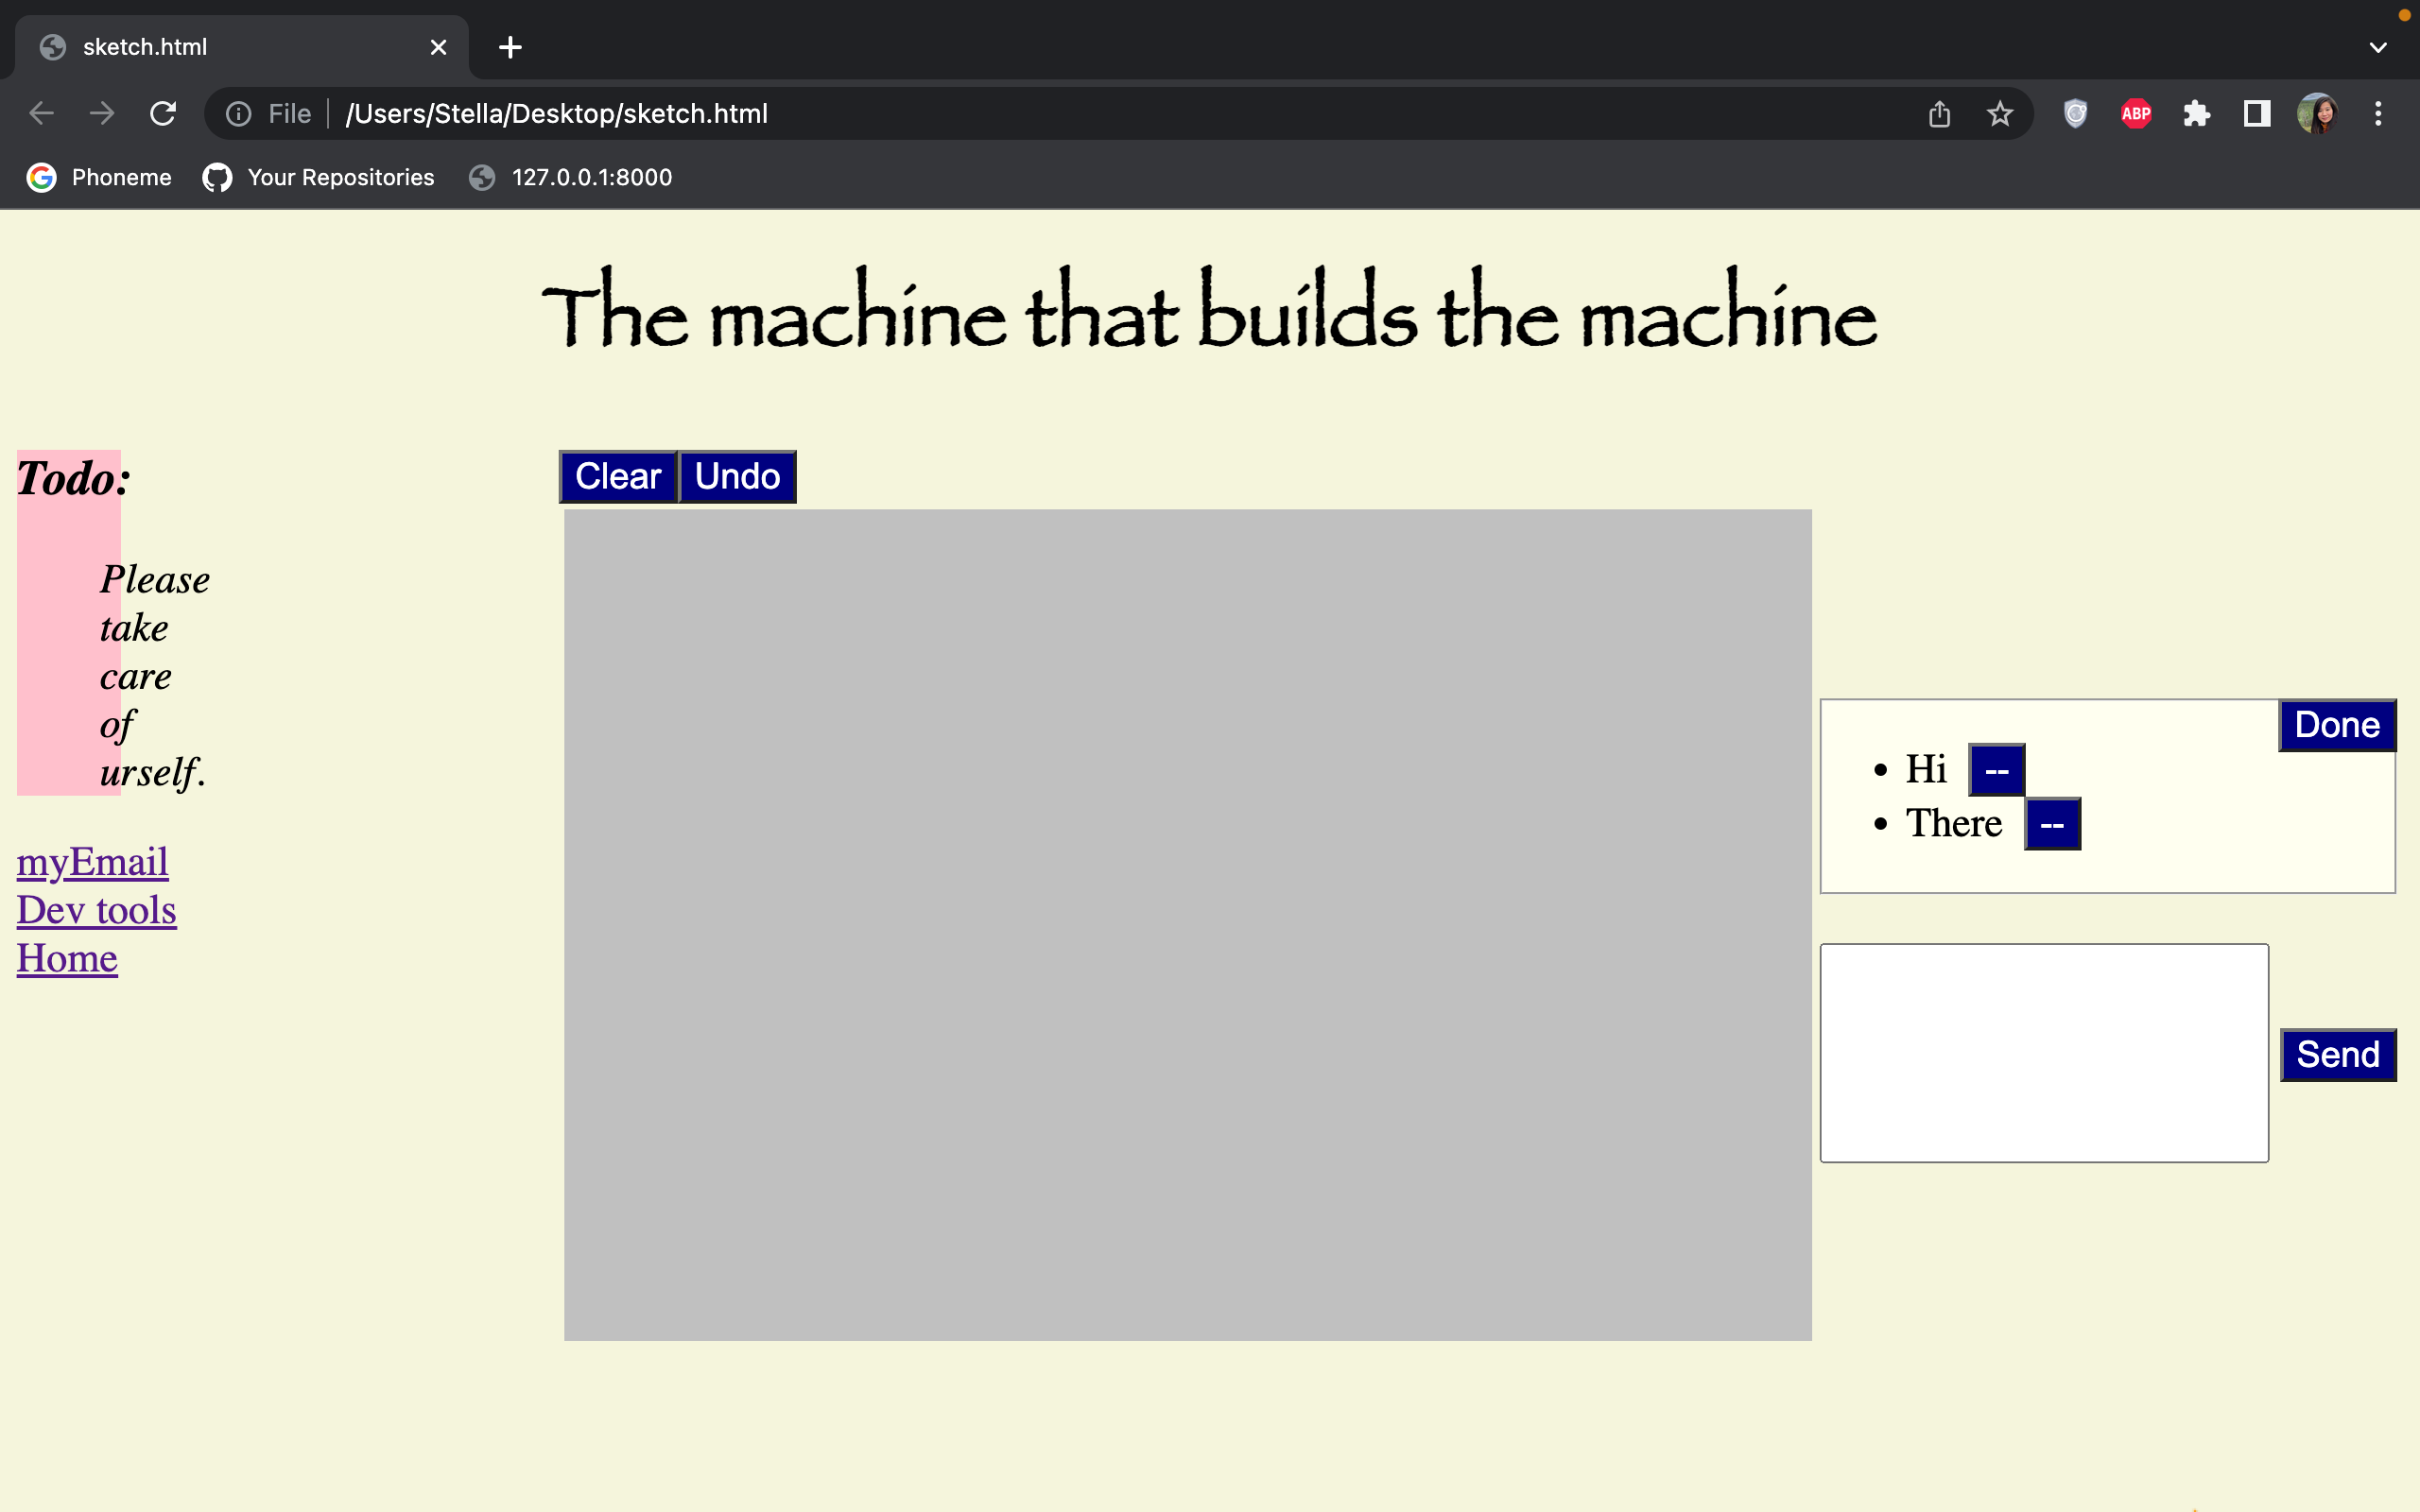 sketch.html
File /Users/Stella/Desktop/sketch.html
ABP
Phoneme Your Repositories 127.0.0.1:8000
The machine that builds the machine
Todo:
Please
take
care
of
urself.
myEmail
Dev tools
Home
Clear Undo
Done
Hi --
There --
Send